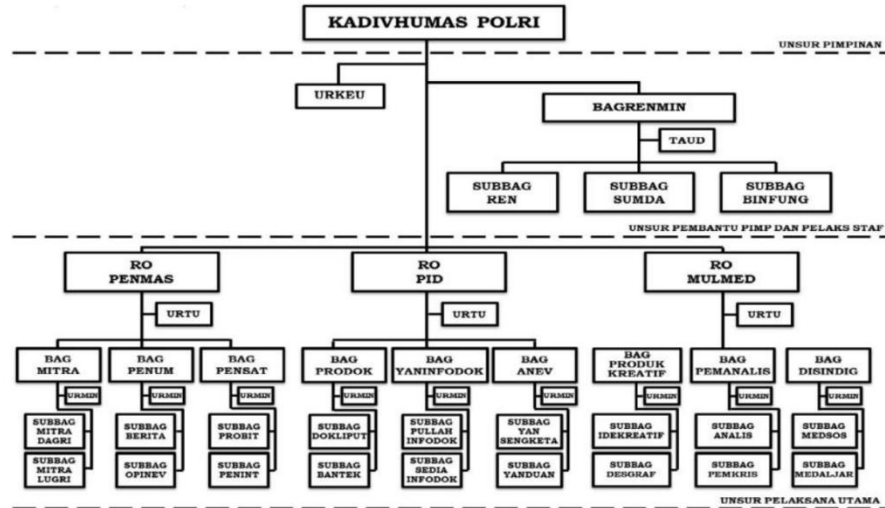 KADIVHUMAS POLRI
UNSUR PIMPINAN
URKEU
BAGRENMIN
TAUD
SUBBAG
REN
SUBBAG
SUMDA
SUBBAG
BINFUNG
UNSUR PEMBANTU PIMP DAN PELAKS STAF
RO
PENMAS
RO
PID
RO
MULMED
URTU
URTU
URTU
BAG
MITRA
BAG
PENUM
BAG
PENSAT
BAG
PRODOK
BAG
YANINFODOK
BAG
ANEV
BAG
PRODUK
KREATIF
BAG
PEMANALIS
BAG
DISINDIG
URMIN
URMIN
URMIN
URMIN
URMIN
URMIN
URMIN
URMIN
URMIN
SUBBAG
MITRA
DAGRI
SUBBAG
BERITA
SUBBAG
PROBIT
SUBBAG
DOKLIPUT
SUBBAG
PULLAH
INFODOK
SUBBAG
YAN
SENGKETA
SUBBAG
IDEKREATIF
SUBBAG
ANALIS
SUBBAG
MEDSOS
SUBBAG
MITRA
LUGRI
SUBBAG
OPINEV
SUBBAG
PENINT
SUBBAG
BANTEK
SUBBAG
SEDIA
INFODOK
SUBBAG
YANDUAN
SUBBAG
DESGRAF
SUBBAG
PEMKRIS
SUBBAG
MEDALJAR
UNSUR PELAKSANA UTAMA